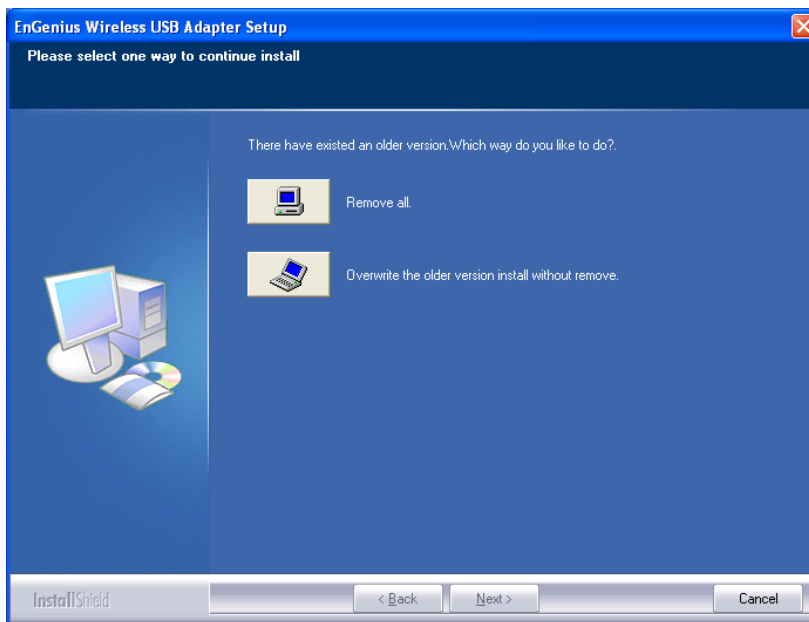 EnGenius Wireless USB Adapter Setup
Please select one way to continue install
There have existed an older version.Which way do you like to do?.
Remove all.
Overwrite the older version install without remove.
InstallShield
< Back
Next >
Cancel